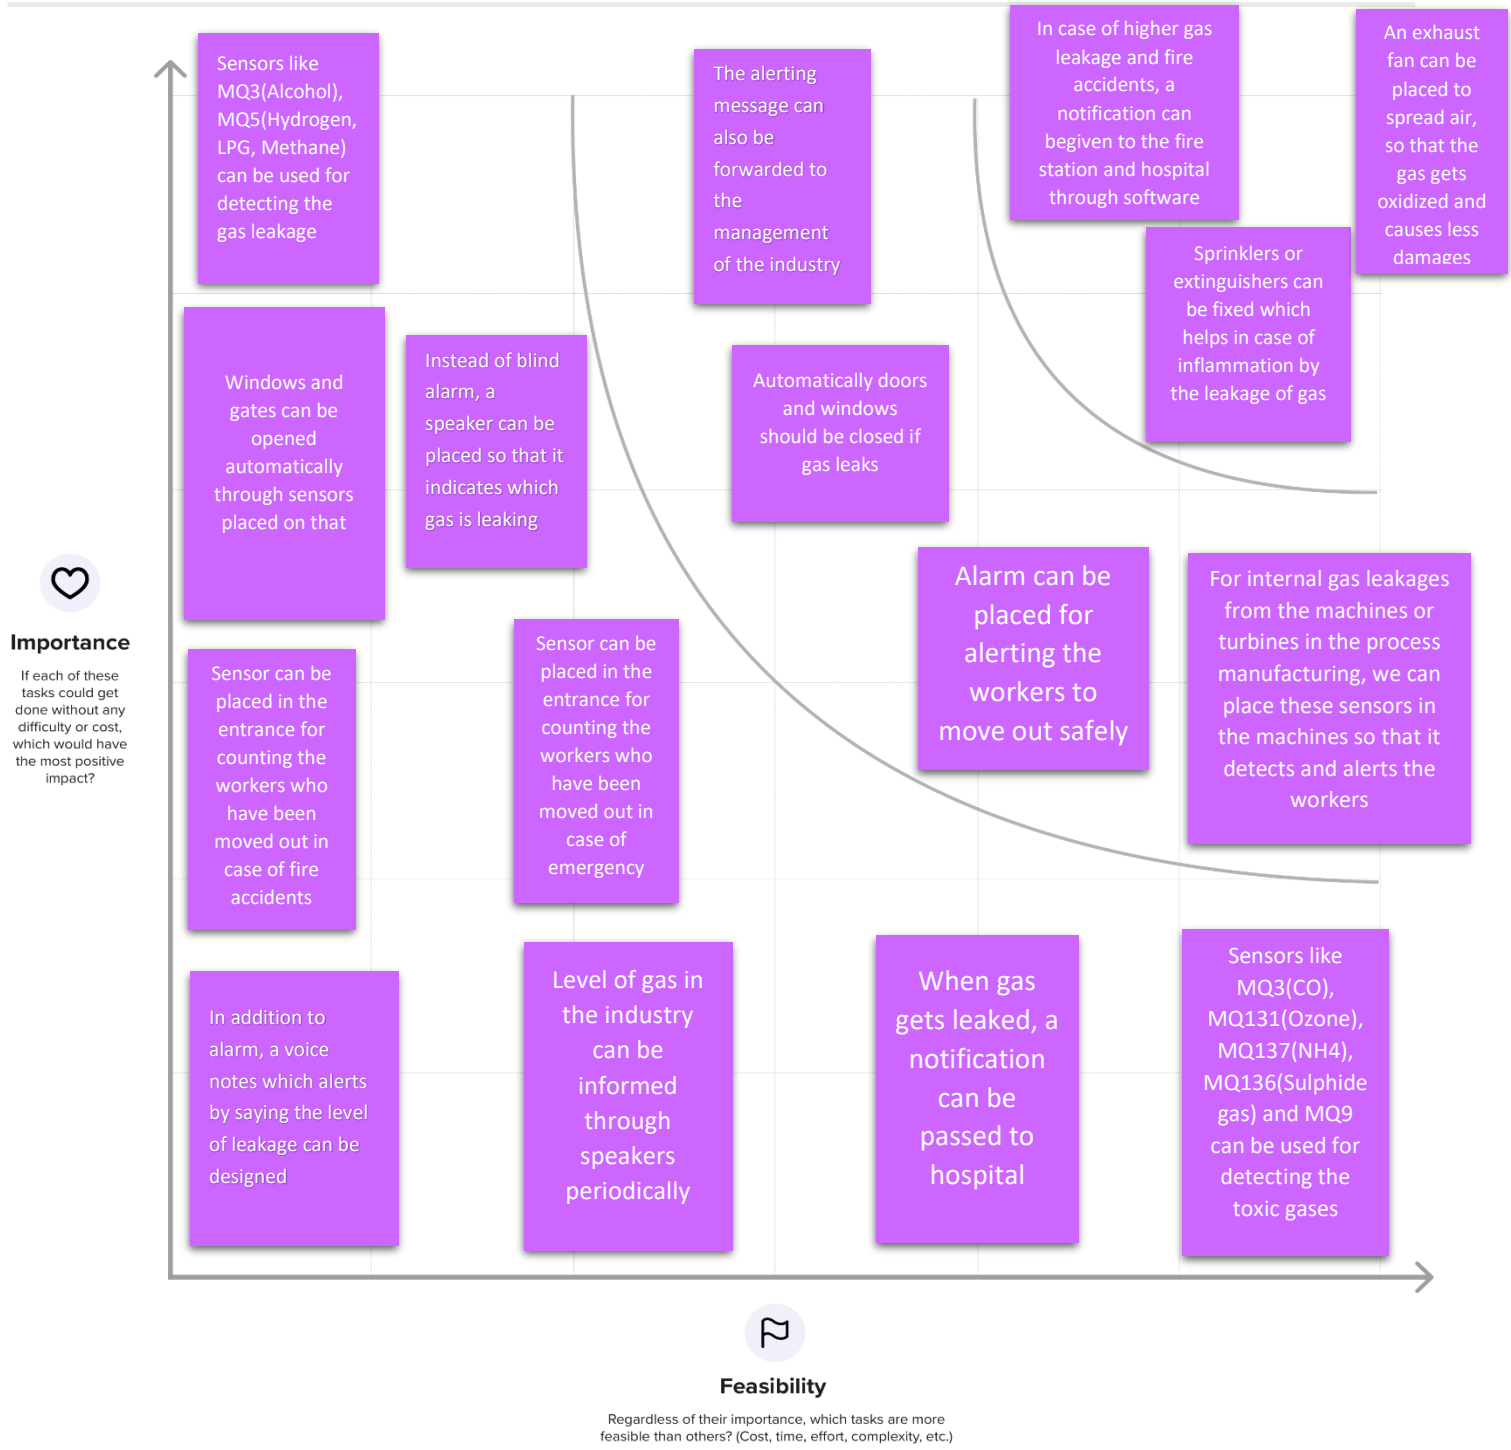 Sensors like
MQ3(Alcohol),
MQ5(Hydrogen,
LPG, Methane)
can be used for
detecting the
gas leakage
The alerting
message can
also be
forwarded to
the
management
of the industry
In case of higher gas
leakage and fire
accidents, a
notification can
begiven to the fire
station and hospital
through software
An exhaust
fan can be
placed to
spread air,
so that the
gas gets
oxidized and
causes less
damages
Sprinklers or
extinguishers can
be fixed which
helps in case of
inflammation by
the leakage of gas
Windows and
gates can be
opened
automatically
through sensors
placed on that
Instead of blind
alarm, a
speaker can be
placed so that it
indicates which
gas is leaking
Automatically doors
and windows
should be closed if
gas leaks
Alarm can be
placed for
alerting the
workers to
move out safely
For internal gas leakages
from the machines or
turbines in the process
manufacturing, we can
place these sensors in
the machines so that it
detects and alerts the
workers
Importance
If each of these
tasks could get
done without any
difficulty or cost,
which would have
the most positive
impact?
Sensor can be
placed in the
entrance for
counting the
workers who
have been
moved out in
case of fire
accidents
Sensor can be
placed in the
entrance for
counting the
workers who
have been
moved out in
case of
emergency
In addition to
alarm, a voice
notes which alerts
by saying the level
of leakage can be
designed
Level of gas in
the industry
can be
informed
through
speakers
periodically
When gas
gets leaked, a
notification
can be
passed to
hospital
Sensors like
MQ3(CO),
MQ131(Ozone),
MQ137(NH4),
MQ136(Sulphide
gas) and MQ9
can be used for
detecting the
toxic gases
Feasibility
Regardless of their importance, which tasks are more
feasible than others? (Cost, time, effort, complexity, etc.)